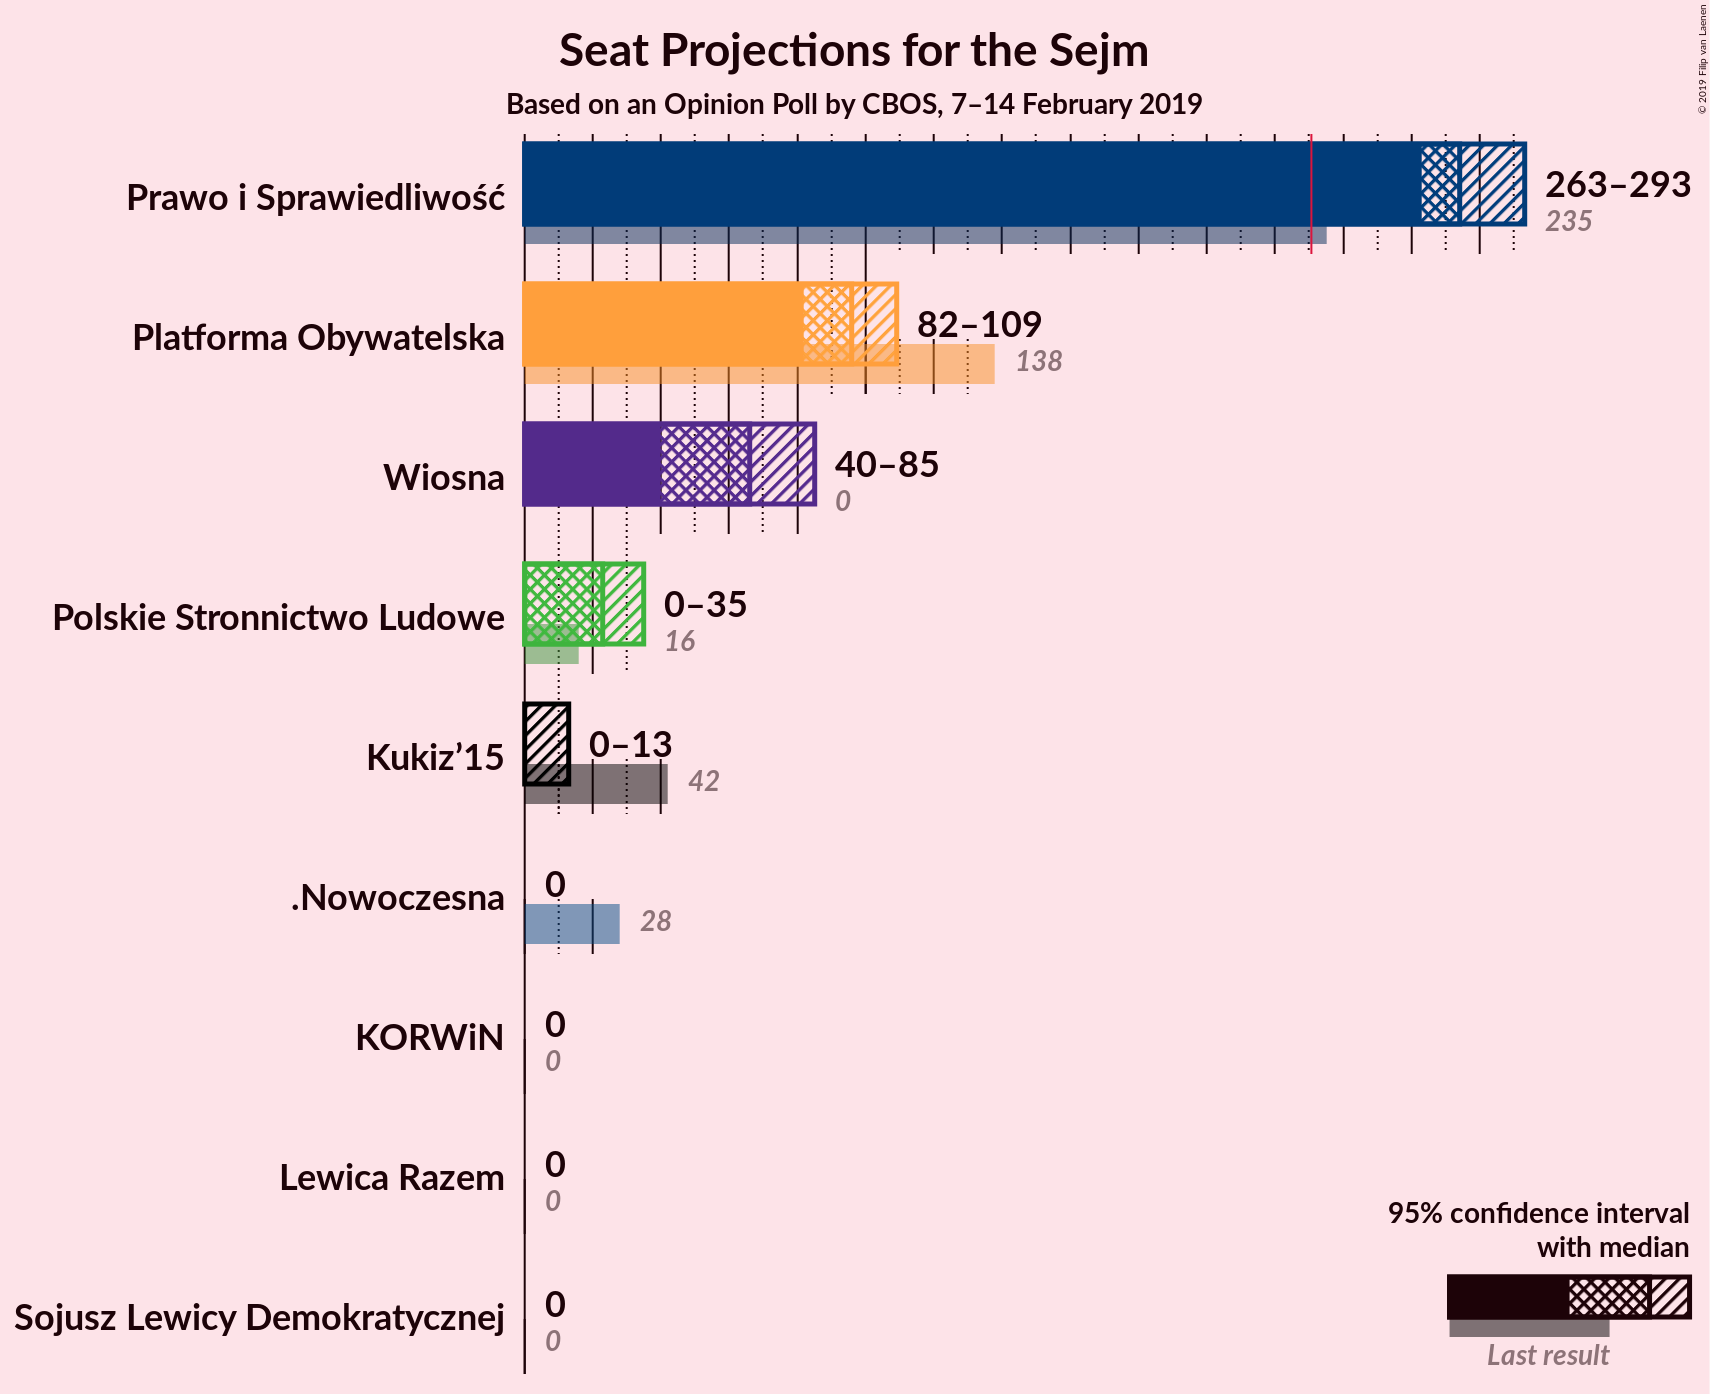 Seat Projections for the Sejm
Based on an Opinion Poll by CBOS, 7–14 February 2019
© 2019 Filip van Laenen
Prawo i Sprawiedliwość
263–293
235
Platforma Obywatelska
82–109
138
Wiosna
40–85
0
Polskie Stronnictwo Ludowe
0–35
16
Kukiz’15
0–13
42
.Nowoczesna
0
28
KORWiN
0
0
Lewica Razem
0
0
Sojusz Lewicy Demokratycznej
0
0
95% confidence interval
with median
Last result